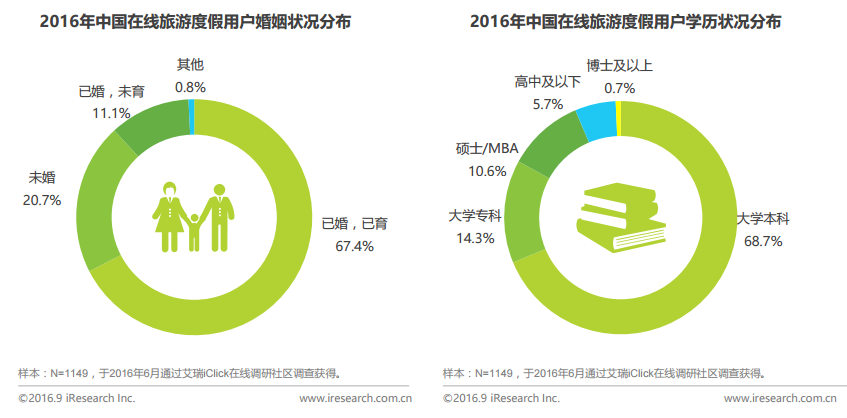 2016年中国在线旅游度假用户婚姻状况分布
其他
0.8%
已婚，未育
11.1%
未婚
20.7%
已婚，已育
67.4%
样本：N=1149，于2016年6月通过艾瑞iClick在线调研社区调查获得。
©2016.9 iResearch Inc.
www.iresearch.com.cn
2016年中国在线旅游度假用户学历状况分布
博士及以上
0.7%
高中及以下
5.7%
硕士/MBA
10.6%
大学专科
14.3%
大学本科
68.7%
样本：N=1149，于2016年6月通过艾瑞iClick在线调研社区调查获得。
©2016.9 iResearch Inc.
www.iresearch.com.cn